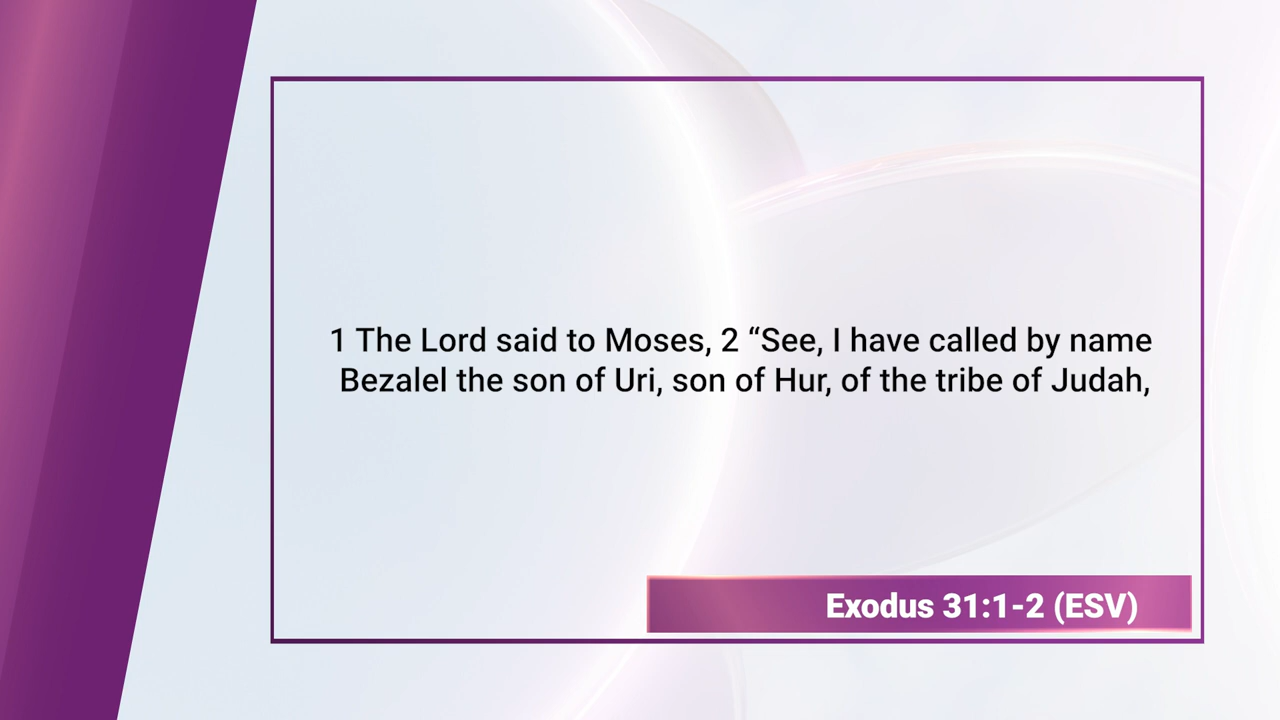 1 The Lord said to Moses, 2 “See, I have called by name
Bezalel the son of Uri, son of Hur, of the tribe of Judah,
Exodus 31:1-2 (ESV)